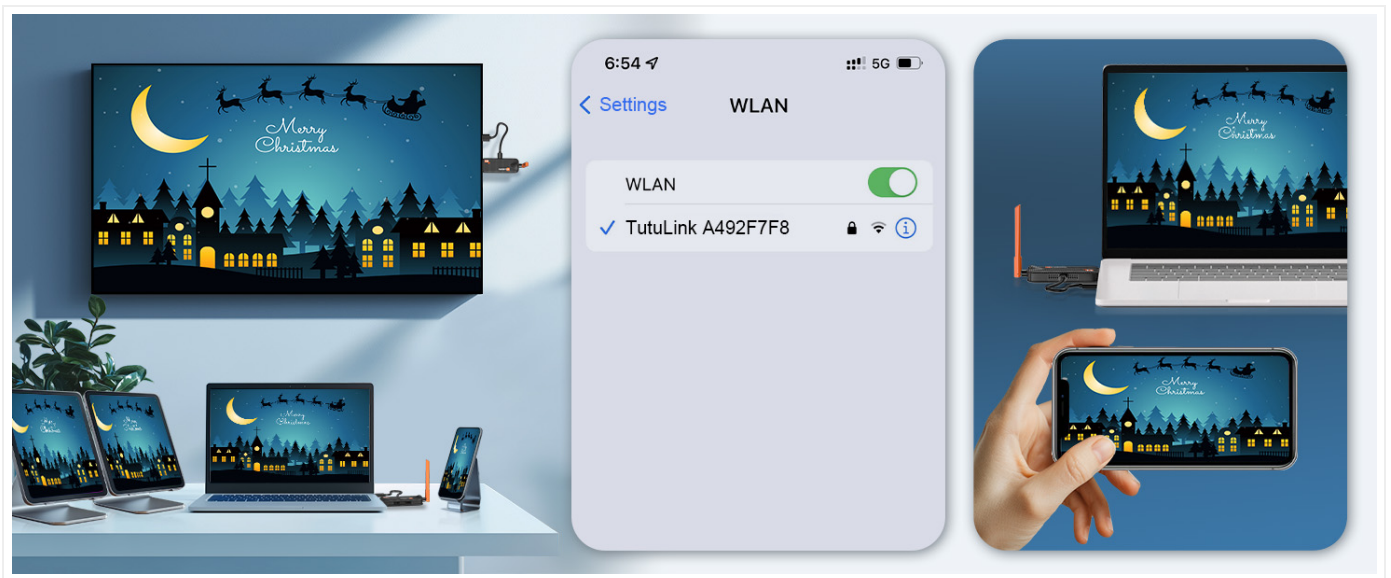 Merry
Christmas
Merry
Christmas
6:54
5G
Settings
WLAN
WLAN
TutuLink A492F7F8
Merry
Christmas
Merry
Christmas